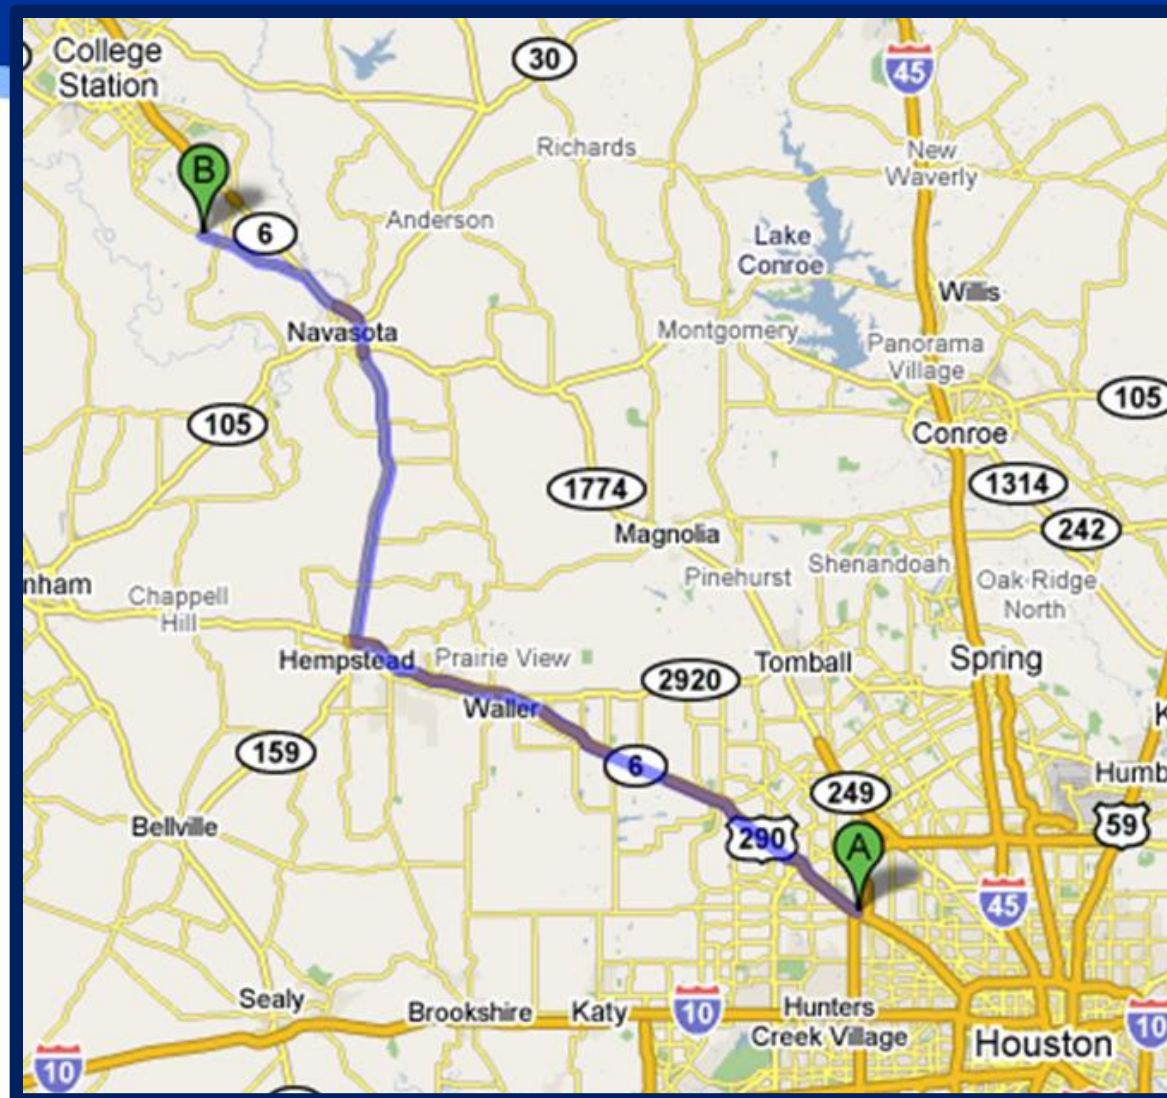 College
Station
30
45
Richards
New
Waverly
B
Anderson
6
Lake
Conroe
Willis
Navasota
Montgomery
Panorama
Village
105
105
Conroe
1774
1314
Magnolia
242
Pinehurst
Shenandoah
Oak Ridge
North
nham
Chappell
Hill
Hempstead
Prairie View
2920
Tomball
Spring
Waller
159
6
K
Humb
249
Bellville
290
A
59
45
Sealy
Brookshire
Katy
10
Hunters
Creek Village
10
Houston
10